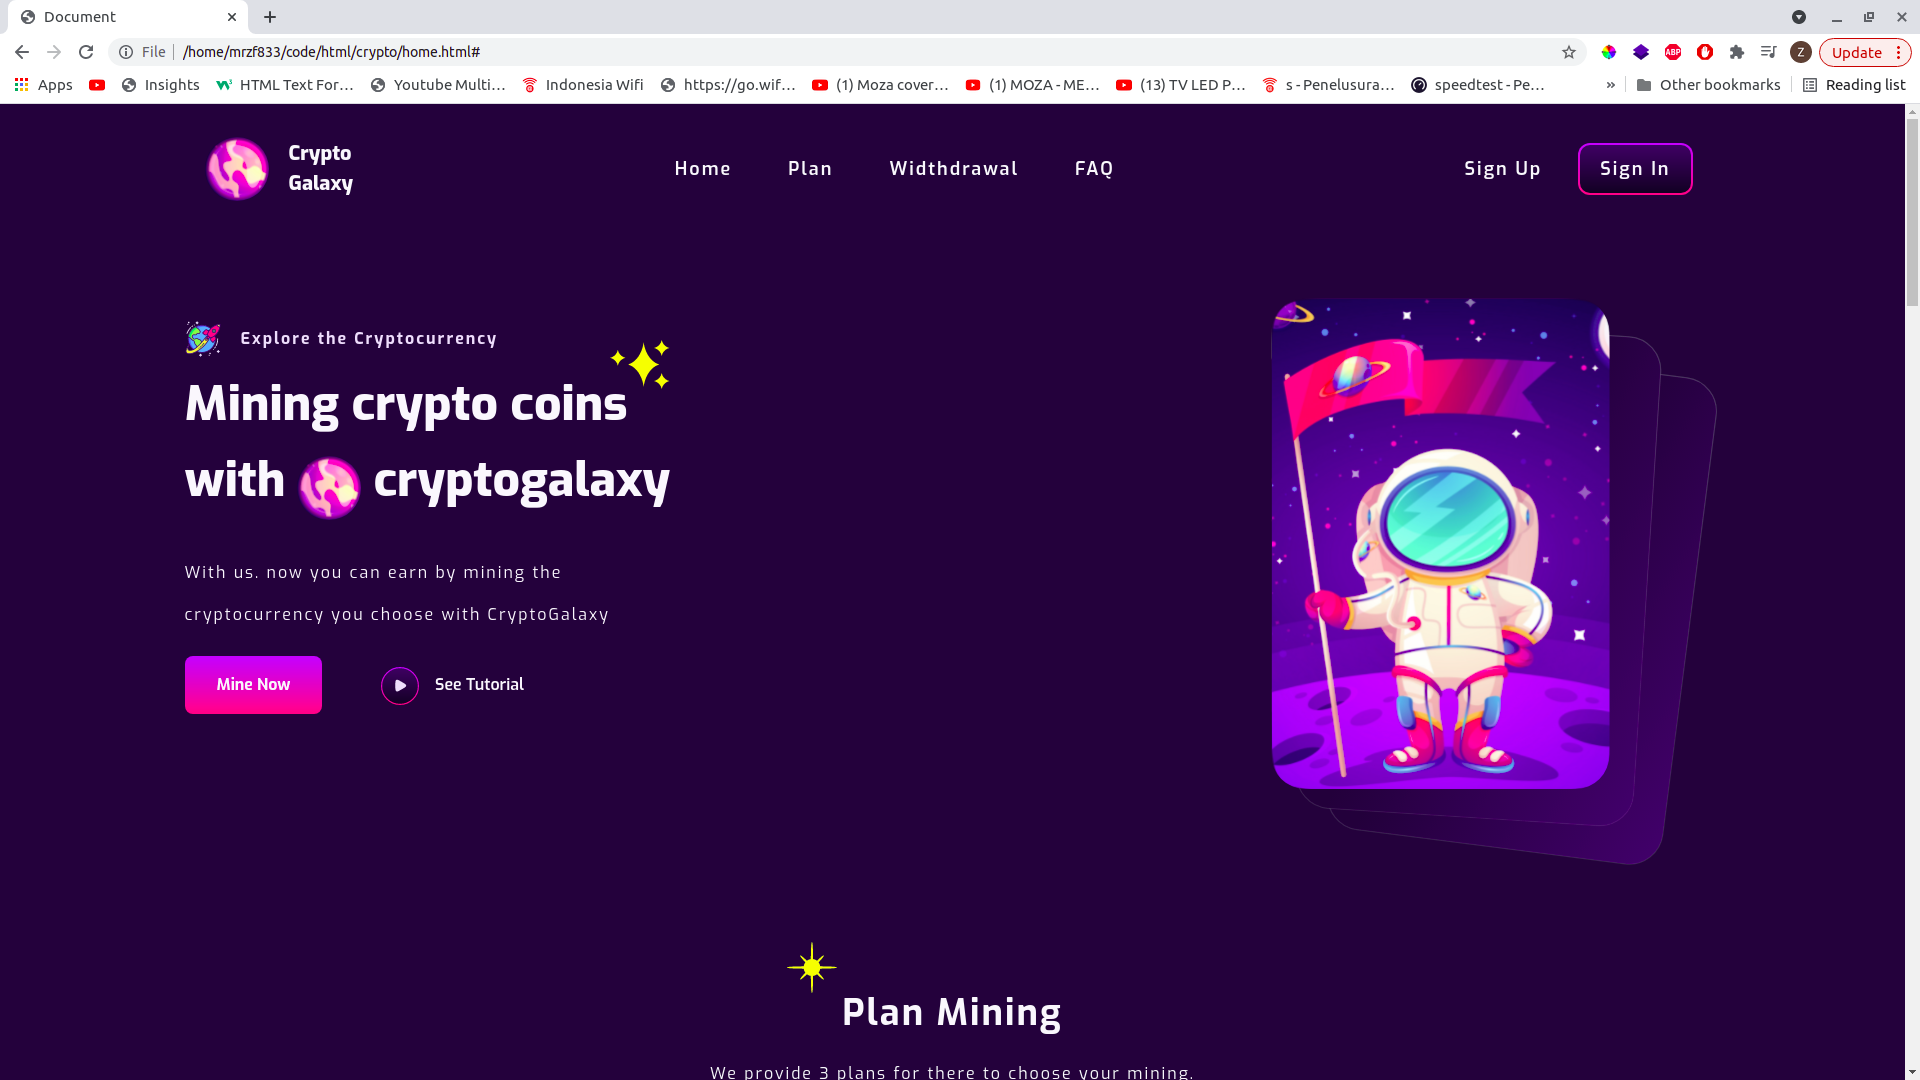 Document
File
/home/mrzf833/code/html/crypto/home.html#
ABP
Z
Update
Apps
Insights
HTML Text For...
Youtube Multi...
Indonesia Wifi
https://go.wif...
(1) Moza cover...
(1) MOZA - ME...
(13) TV LED P...
s - Penelusura...
speedtest - Pe...
»
Other bookmarks
Reading list
Crypto
Galaxy
Home
Plan
Widthdrawal
FAQ
Sign Up
Sign In
Explore the Cryptocurrency
Mining crypto coins
with cryptogalaxy
With us. now you can earn by mining the
cryptocurrency you choose with CryptoGalaxy
Mine Now
See Tutorial
Plan Mining
We provide 3 plans for there to choose your mining.